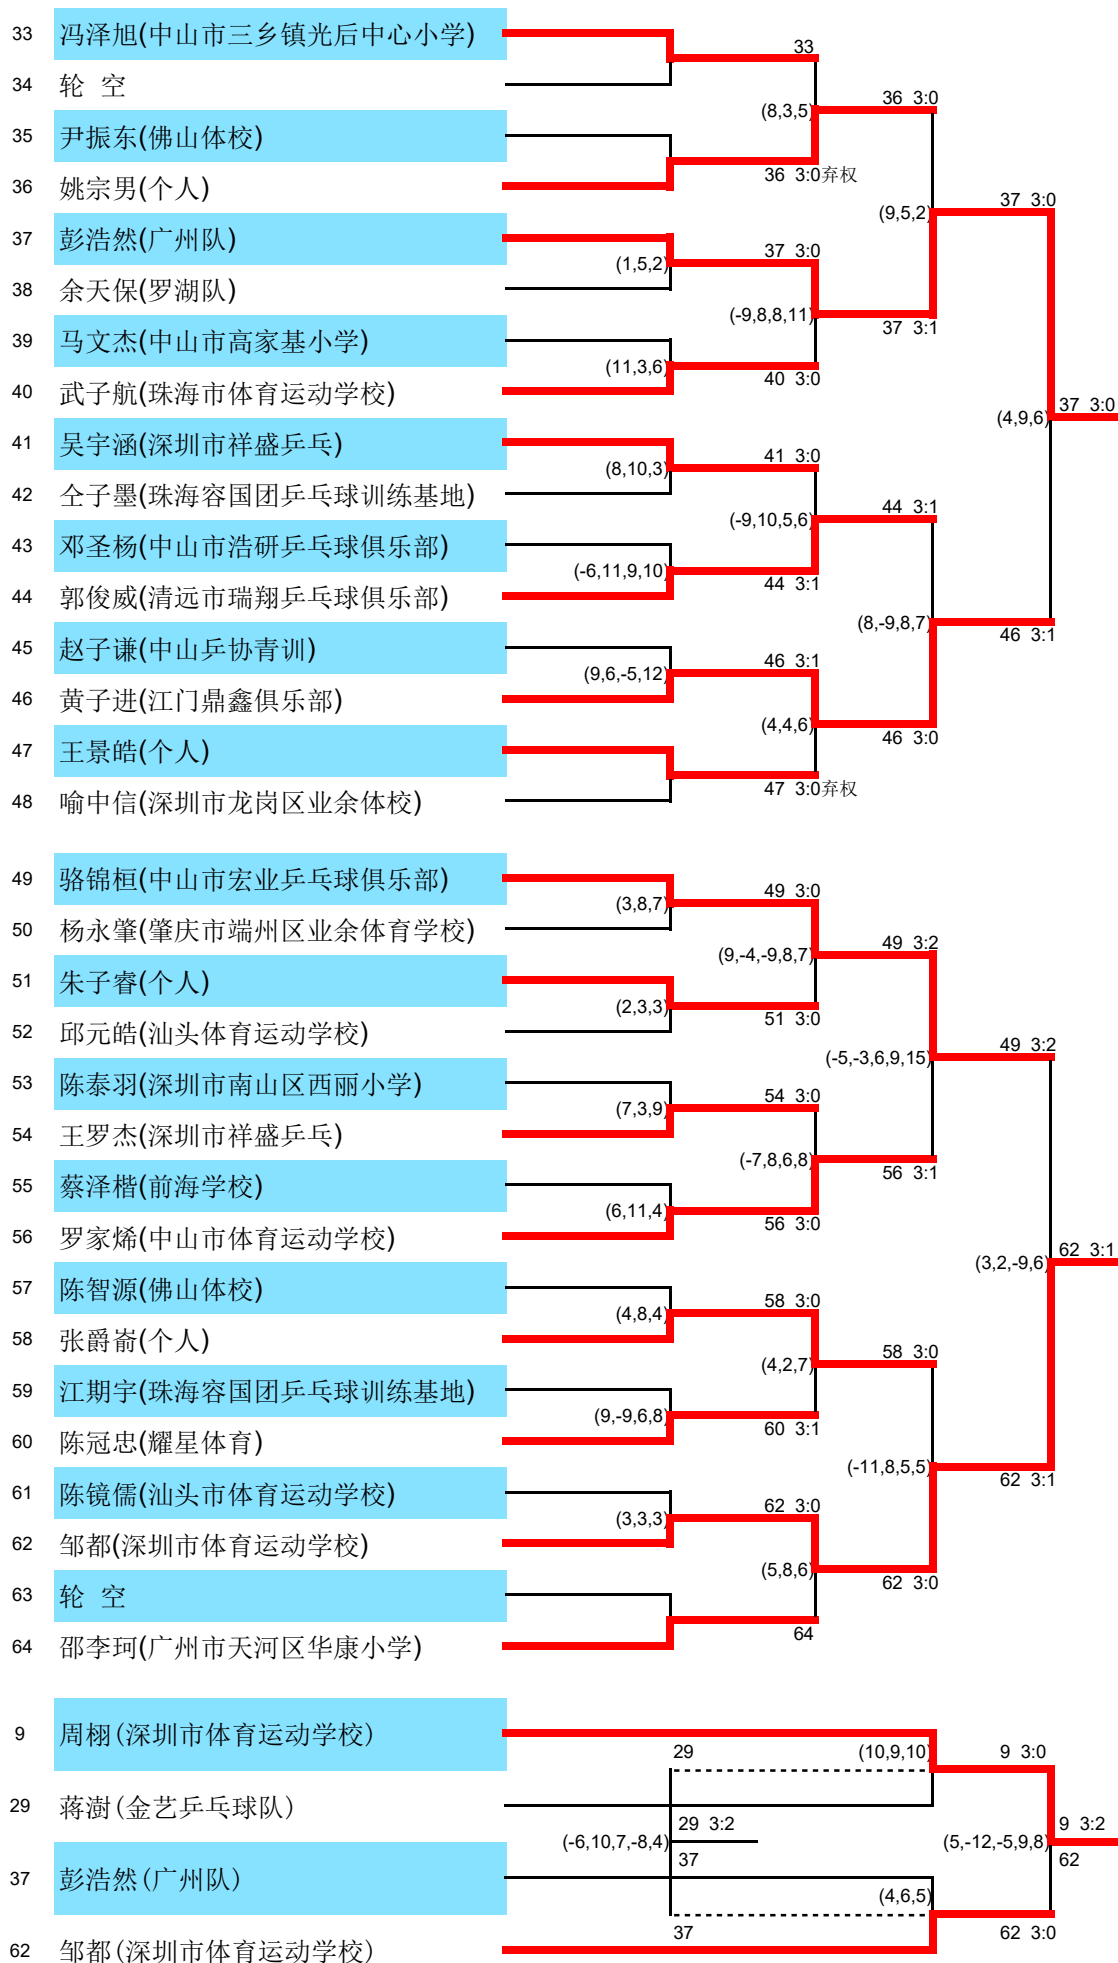 33 冯泽旭(中山市三乡镇光后中心小学)
33
34 轮 空
(8,3,5)
36 3:0
35 尹振东(佛山体校)
36 姚宗男(个人)
36 3:0弃权
(9,5,2)
37 3:0
37 彭浩然(广州队)
(1,5,2)
37 3:0
38 余天保(罗湖队)
(-9,8,8,11)
37 3:1
39 马文杰(中山市高家基小学)
(11,3,6)
40 3:0
40 武子航(珠海市体育运动学校)
(4,9,6)
37 3:0
41 吴宇涵(深圳市祥盛乒乓)
(8,10,3)
41 3:0
42 仝子墨(珠海容国团乒乓球训练基地)
(-9,10,5,6)
44 3:1
43 邓圣杨(中山市浩研乒乓球俱乐部)
(-6,11,9,10)
44 3:1
44 郭俊威(清远市瑞翔乒乓球俱乐部)
(8,-9,8,7)
46 3:1
45 赵子谦(中山乒协青训)
(9,6,-5,12)
46 3:1
46 黄子进(江门鼎鑫俱乐部)
(4,4,6)
46 3:0
47 王景皓(个人)
47 3:0弃权
48 喻中信(深圳市龙岗区业余体校)
49 骆锦桓(中山市宏业乒乓球俱乐部)
(3,8,7)
49 3:0
50 杨永肇(肇庆市端州区业余体育学校)
(9,-4,-9,8,7)
49 3:2
51 朱子睿(个人)
(2,3,3)
51 3:0
52 邱元皓(汕头体育运动学校)
(-5,-3,6,9,15)
49 3:2
53 陈泰羽(深圳市南山区西丽小学)
(7,3,9)
54 3:0
54 王罗杰(深圳市祥盛乒乓)
(-7,8,6,8)
56 3:1
55 蔡泽楷(前海学校)
(6,11,4)
56 3:0
56 罗家烯(中山市体育运动学校)
(3,2,-9,6)
62 3:1
57 陈智源(佛山体校)
(4,8,4)
58 3:0
58 张爵嵛(个人)
(4,2,7)
58 3:0
59 江期宇(珠海容国团乒乓球训练基地)
(9,-9,6,8)
60 3:1
60 陈冠忠(耀星体育)
(-11,8,5,5)
62 3:1
61 陈镜儒(汕头市体育运动学校)
(3,3,3)
62 3:0
62 邹都(深圳市体育运动学校)
(5,8,6)
62 3:0
63 轮 空
64
64 邵李珂(广州市天河区华康小学)
9 周栩(深圳市体育运动学校)
29
(10,9,10)
9 3:0
29 蒋澍(金艺乒乓球队)
(-6,10,7,-8,4)
29 3:2
37
(5,-12,-5,9,8)
9 3:2
62
37 彭浩然(广州队)
(4,6,5)
37
62 3:0
62 邹都(深圳市体育运动学校)